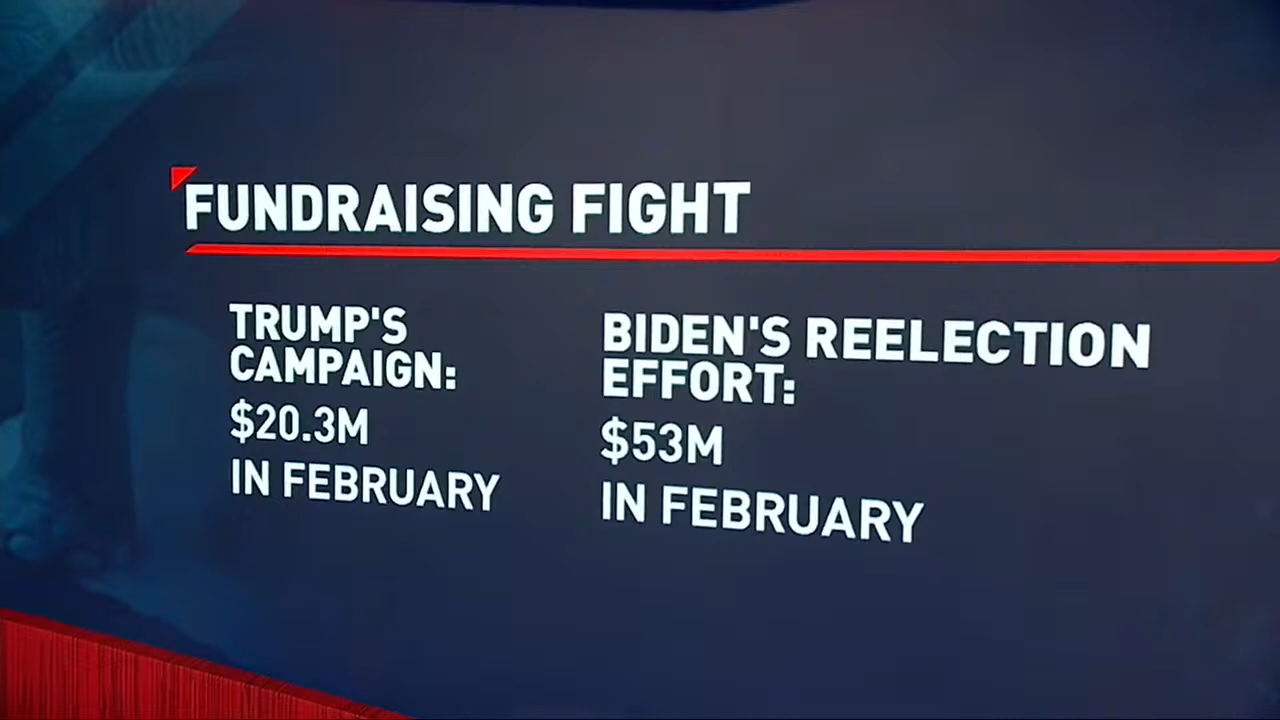 FUNDRAISING FIGHT
TRUMP'S
CAMPAIGN:
$20.3M
IN FEBRUARY
BIDEN'S REELECTION
EFFORT:
$53M
IN FEBRUARY